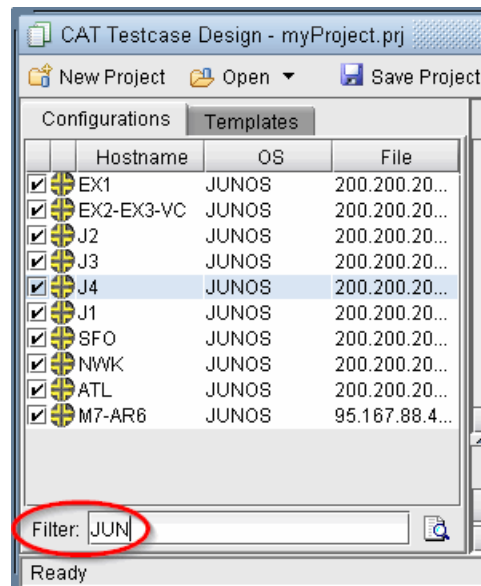 CAT Testcase Design - myProject.prj
New Project Open Save Project
Configurations Templates
Hostname OS File
EX1 JUNOS 200.200.20...
EX2-EX3-VC JUNOS 200.200.20...
J2 JUNOS 200.200.20...
J3 JUNOS 200.200.20...
J4 JUNOS 200.200.20...
J1 JUNOS 200.200.20...
SFO JUNOS 200.200.20...
NWK JUNOS 200.200.20...
ATL JUNOS 200.200.20...
M7-AR6 JUNOS 95.167.88.4...
Filter: JUN
Ready